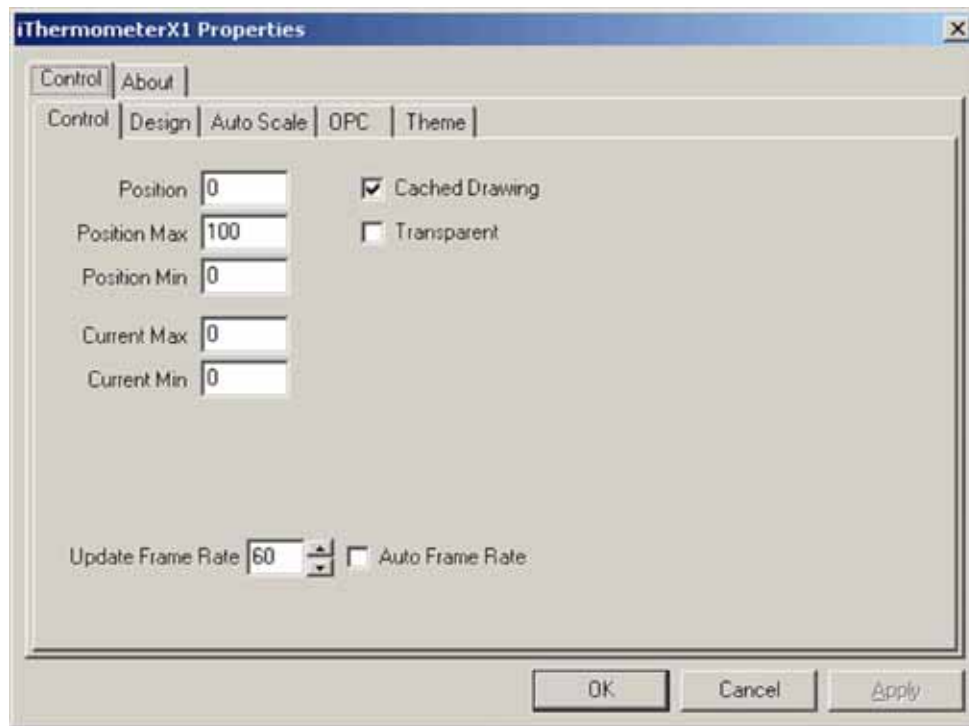 iThermometerX1 Properties
Control About
Control Design Auto Scale OPC Theme
Position 0 Cached Drawing
Position Max 100 Transparent
Position Min 0
Current Max 0
Current Min 0
Update Frame Rate 60 Auto Frame Rate
OK Cancel Apply